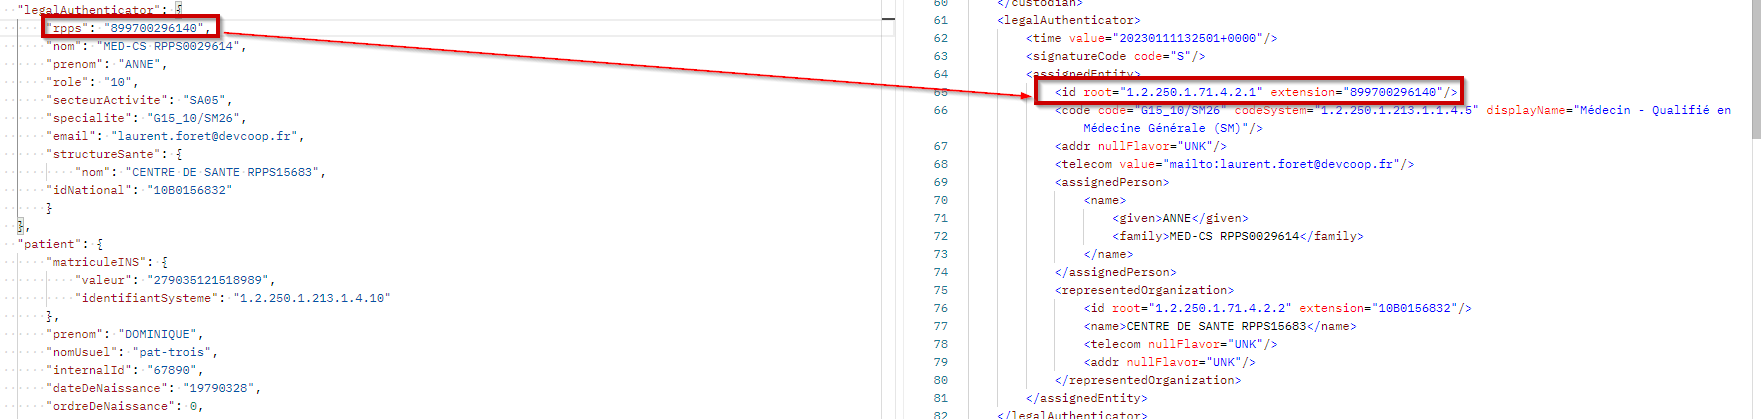 "legalAuthenticator": {
"rpps": "899700296140",
"nom": "MED-CS RPPS0029614",
"prenom": "ANNE",
"role": "10",
"secteurActivite": "SA05",
"specialite": "G15_10/SM26",
"email": "laurent.foret@devcoop.fr",
"structureSante": {
"nom": "CENTRE DE SANTE RPPS15683",
"idNational": "10B0156832"
}
},
"patient": {
"matriculeINS": {
"valeur": "279035121518989",
"identifiantSysteme": "1.2.250.1.213.1.4.10"
},
"prenom": "DOMINIQUE",
"nomUsuel": "pat-trois",
"internalId": "67890",
"dateDeNaissance": "19790328",
"ordreDeNaissance": 0,
60 </custodian>
61 <legalAuthenticator>
62 <time value="20230111132501+0000"/>
63 <signatureCode code="S"/>
64 <assignedEntity>
65 <id root="1.2.250.1.71.4.2.1" extension="899700296140"/>
66 <code code="G15_10/SM26" codeSystem="1.2.250.1.213.1.1.4.5" displayName="Médecin - Qualifié en
Médecine Générale (SM)"/>
67 <addr nullFlavor="UNK"/>
68 <telecom value="mailto:laurent.foret@devcoop.fr"/>
69 <assignedPerson>
70 <name>
71 <given>ANNE</given>
72 <family>MED-CS RPPS0029614</family>
73 </name>
74 </assignedPerson>
75 <representedOrganization>
76 <id root="1.2.250.1.71.4.2.2" extension="10B0156832"/>
77 <name>CENTRE DE SANTE RPPS15683</name>
78 <telecom nullFlavor="UNK"/>
79 <addr nullFlavor="UNK"/>
80 </representedOrganization>
81 </assignedEntity>
82 </legalAuthenticator>